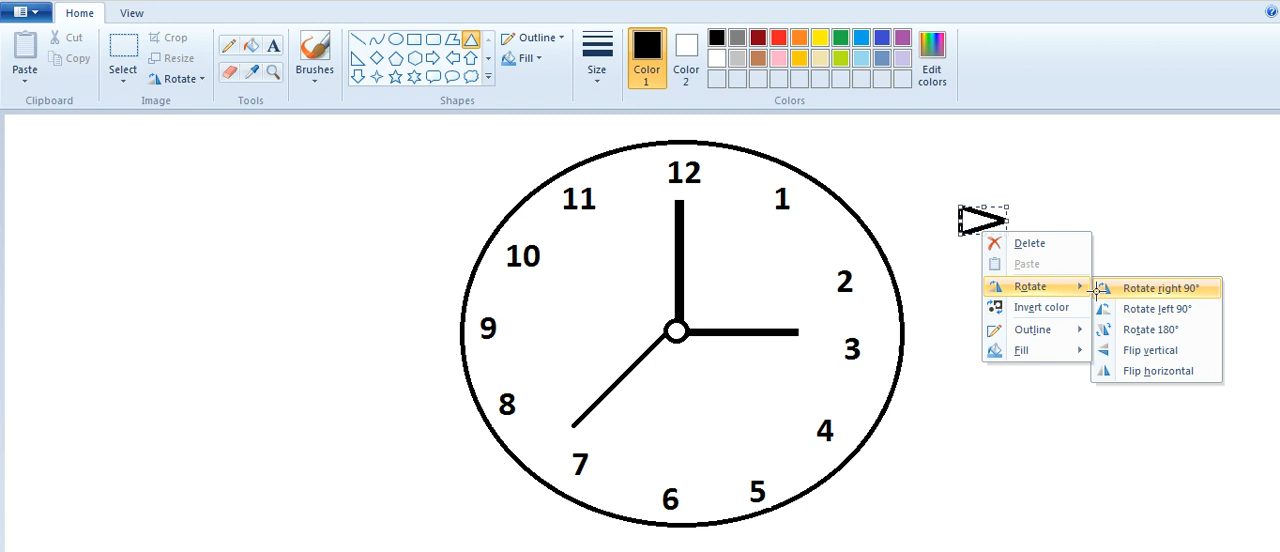 Home View
Paste
Cut
Copy
Clipboard
Select
Crop
Resize
Rotate
Image
A
Tools
Brushes
Outline
Fill
Shapes
Size
Color 1
Color 2
Edit colors
Colors
12
1
2
3
4
5
6
7
8
9
10
11
Delete
Paste
Rotate
Invert color
Outline
Fill
Rotate right 90°
Rotate left 90°
Rotate 180°
Flip vertical
Flip horizontal